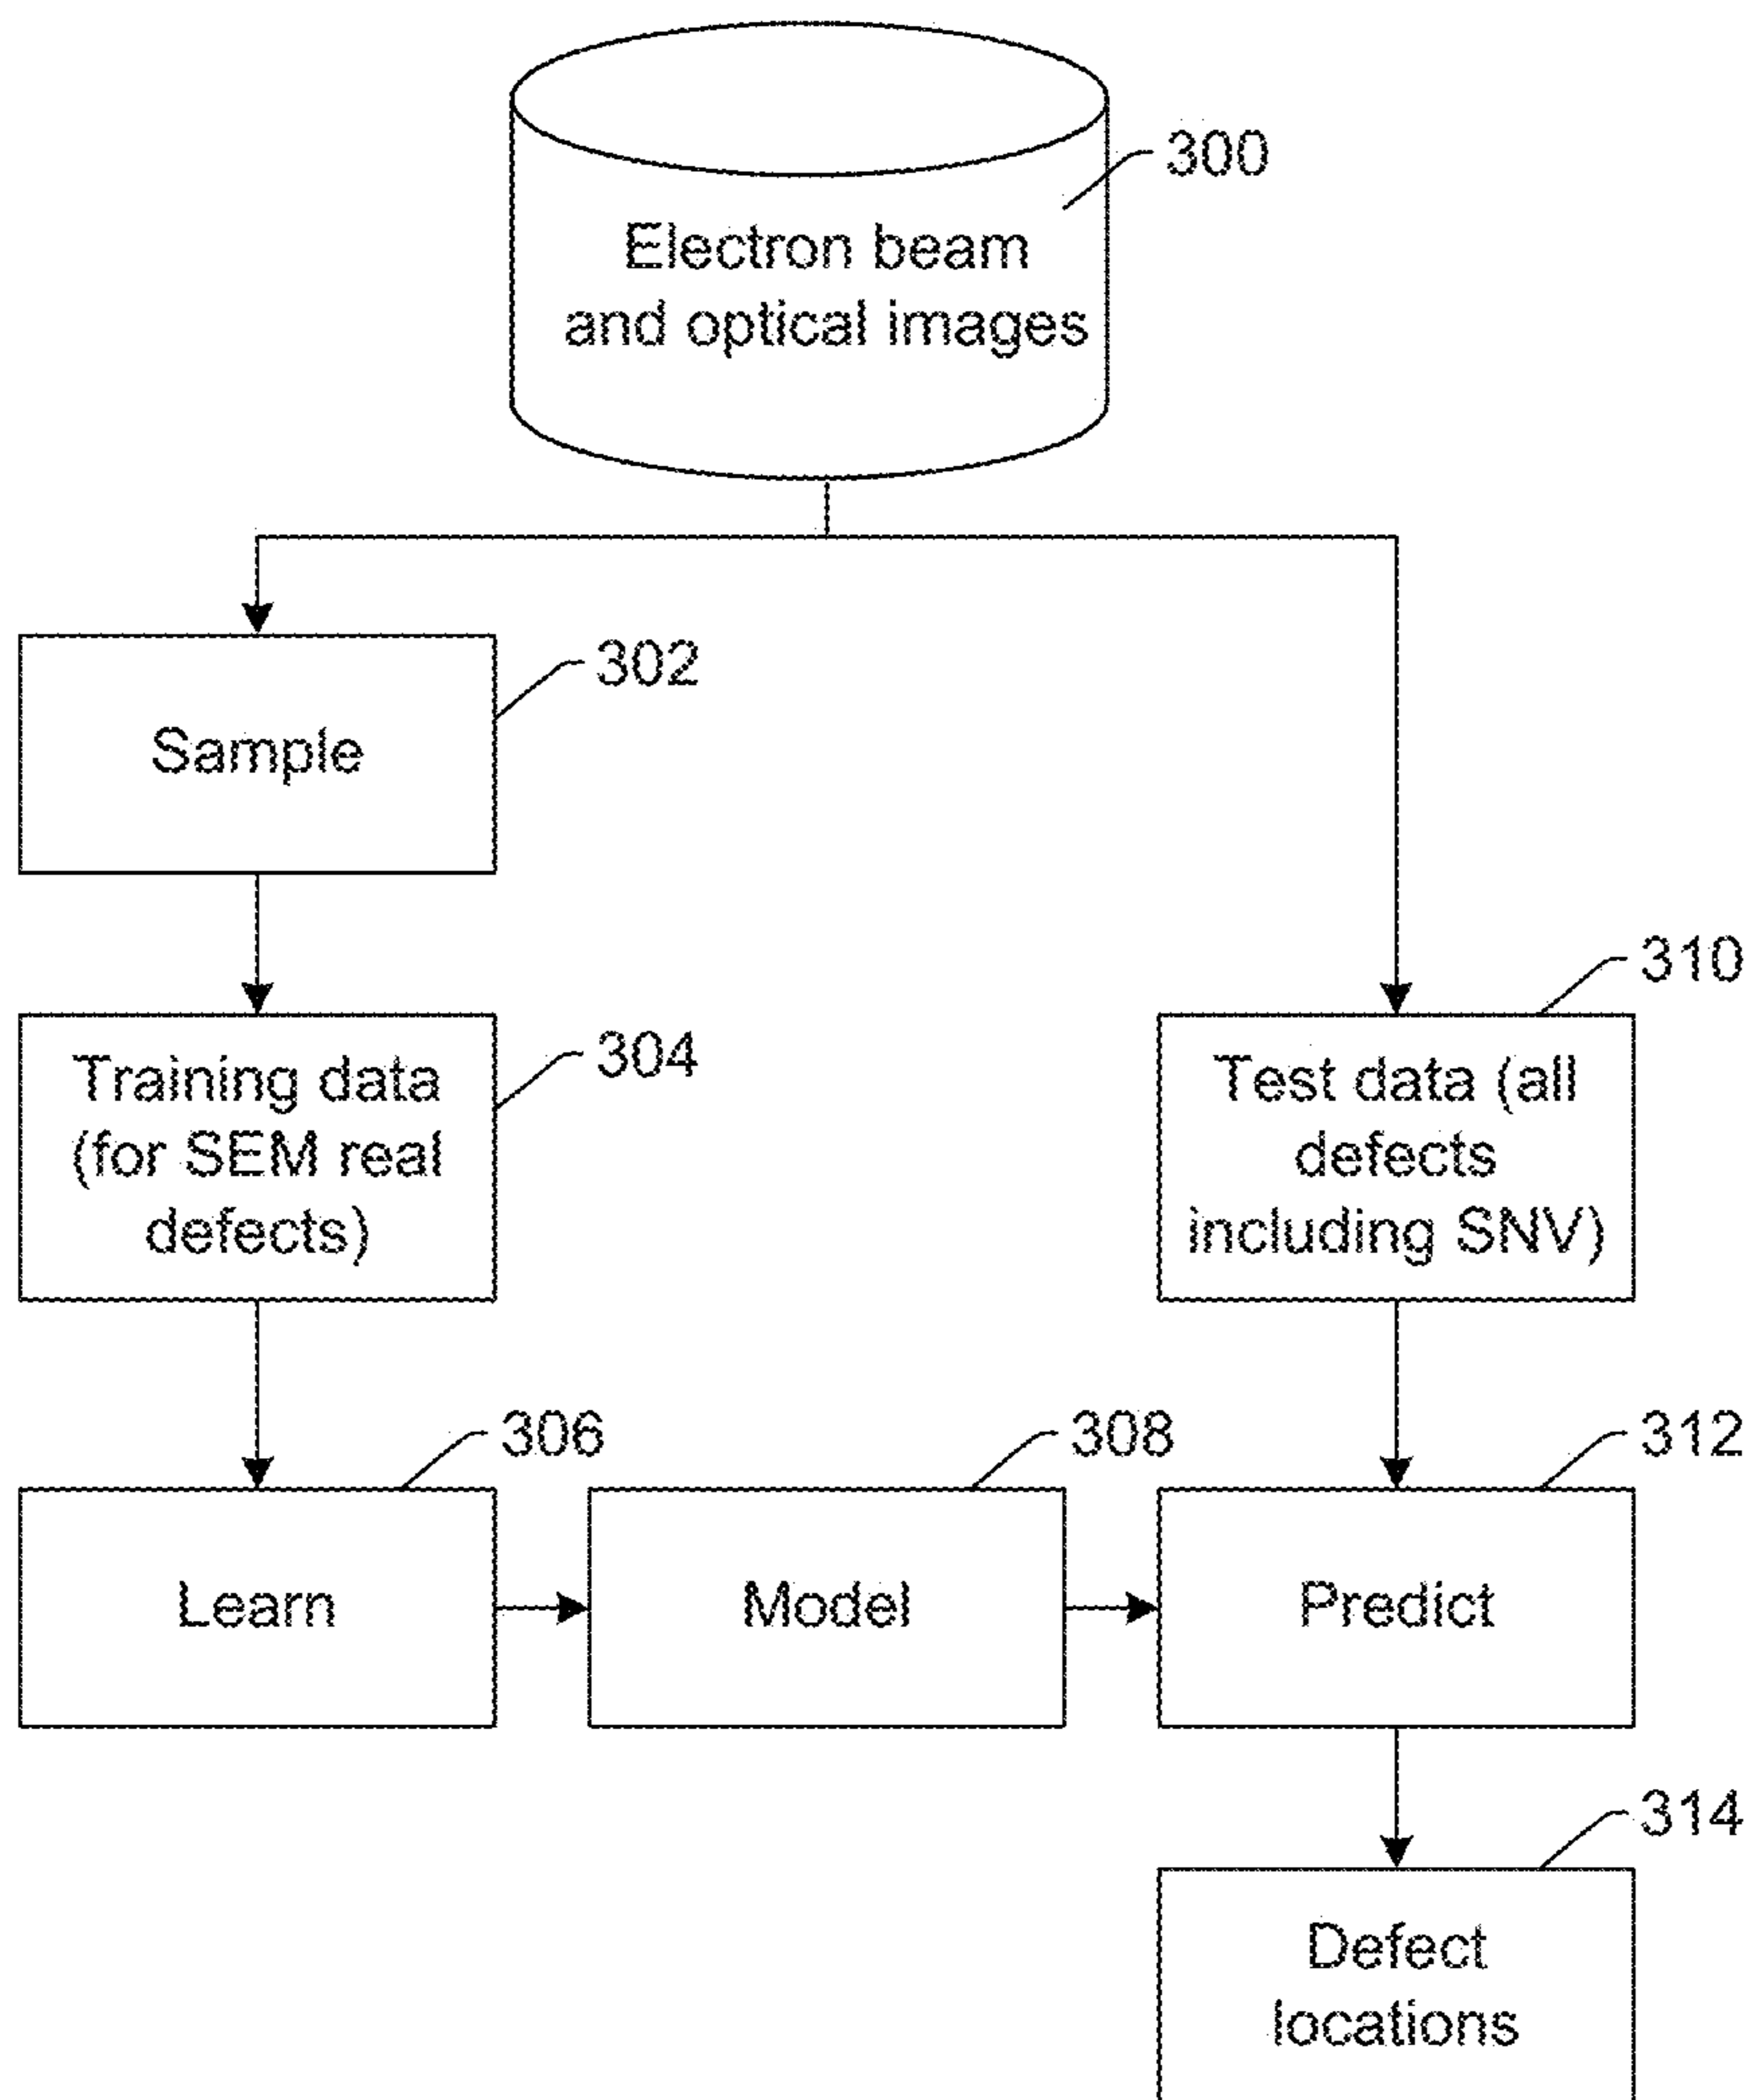 300
Electron beam
and optical images
302
Sample
304
Training data
(for SEM real
defects)
310
Test data (all
defects
including SNV)
306
Learn
308
Model
312
Predict
314
Defect
locations